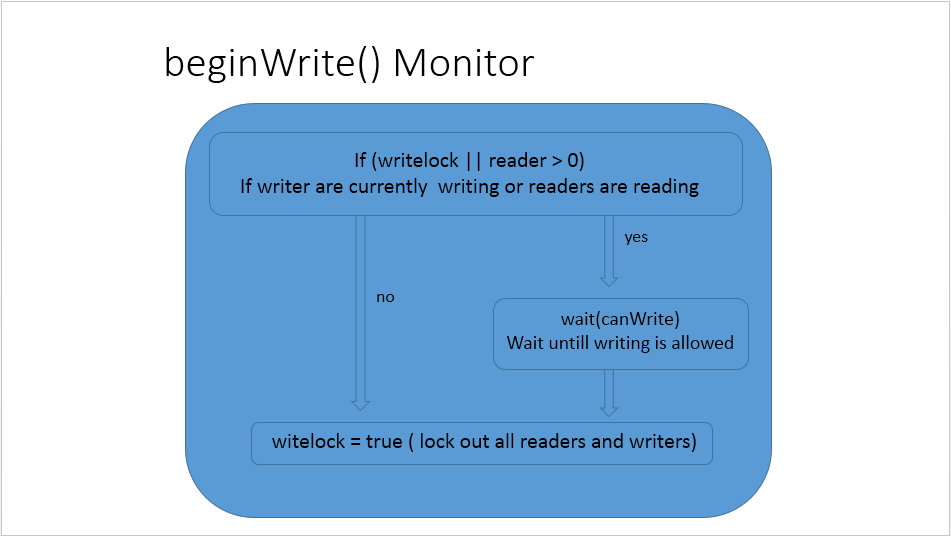 beginWrite() Monitor
If (writelock || reader > 0)
If writer are currently writing or readers are reading
yes
no
wait(canWrite)
Wait untill writing is allowed
witelock = true ( lock out all readers and writers)